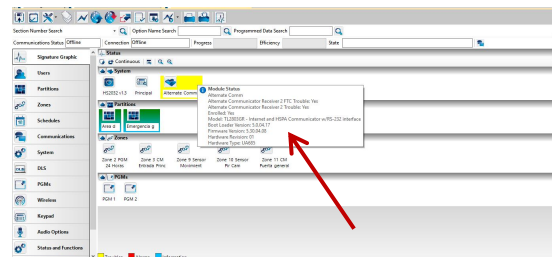 Section Number Search
Option Name Search
Programmed Data Search
Communications Status Offline
Connection Offline
Progress
Efficiency
State
Signature Graphic
Users
Partitions
Zones
Schedules
Communications
System
DLS
PGMs
Wireless
Keypad
Audio Options
Status and Functions
Status
Continuous
System
HS2032 v1.3
Principal
Alternate Comm
Module Status
Alternate Comm
Alternate Communicator Receiver 2 FTC Trouble: Yes
Alternate Communicator Receiver 2 Trouble: Yes
Enrolled: Yes
Model: TL2803GR - Internet and HSPA Communicator w/RS-232 interface
Boot Loader Version: 5.0.04.17
Firmware Version: 5.30.04.00
Hardware Revision: 01
Hardware Type: UA685
Partitions
Area a
Emergencia g
Zones
Zone 2 PGM
24 Horas
Zone 3 CM
Entrada Princ
Zone 9 Sensor
Movimient
Zone 10 Sensor
Pir Cam
Zone 11 CM
Puerta general
PGMs
PGM 1
PGM 2